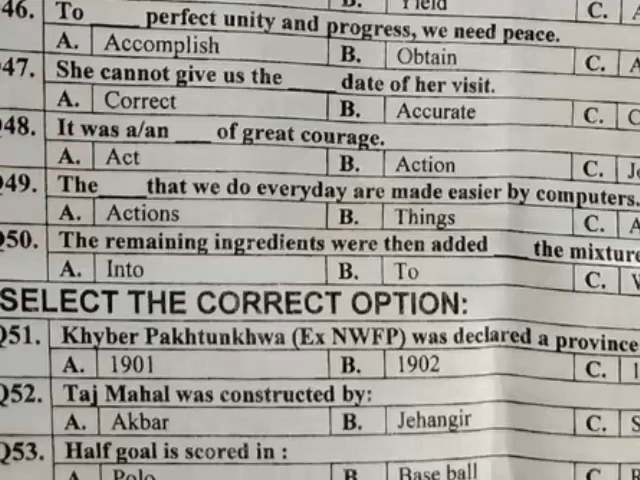 B. Yield C.
46. To ____ perfect unity and progress, we need peace.
A. Accomplish B. Obtain C. A
47. She cannot give us the ____ date of her visit.
A. Correct B. Accurate C. C
48. It was a/an ___ of great courage.
A. Act B. Action C.
49. The ____ that we do everyday are made easier by computers.
A. Actions B. Things C. A
Q50. The remaining ingredients were then added ___ the mixture
A. Into B. To C.
SELECT THE CORRECT OPTION:
Q51. Khyber Pakhtunkhwa (Ex NWFP) was declared a province
A. 1901 B. 1902 C. 1
Q52. Taj Mahal was constructed by:
A. Akbar B. Jehangir C. S
Q53. Half goal is scored in :
A Polo B Base ball C